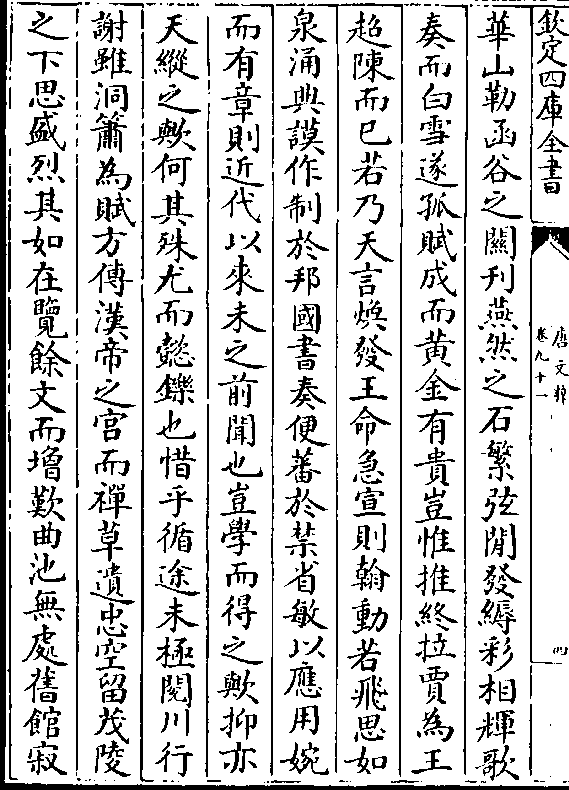 欽定四庫全書
唐文粹
卷九十一
四
華山勒函谷之關刋燕然之石繁弦間發縟彩相輝歌
奏而白雪遂孤賦成而黄金有貴豈惟推終拉賈為王
超陳而已若乃天言煥發王命急宣則翰動若飛思如
泉涌典謨作制於邦國書奏便蕃於禁省敏以應用婉
而有章則近代以來未之前聞也豈學而得之歟抑亦
天縱之歟何其殊尤而懿鑠也惜乎循途未極閱川行
謝雖洞簫為賦方傳漢帝之宮而禪草遺忠空留茂陵
之下思盛烈其如在覽餘文而增歎曲池無處舊館寂